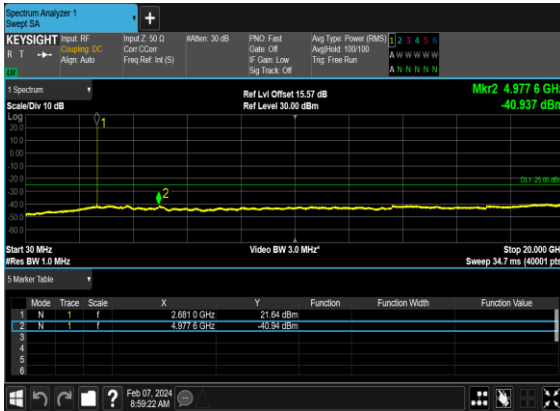 Spectrum Analyzer 1
Swept SA
+
KEYSIGHT Input: RF Input Z: 50 Ω #Atten: 30 dB PNO: Fast Avg Type: Power (RMS) 1 2 3 4 5 6
R T Coupling: DC Corr CCorr Gate: Off Avg|Hold: 100/100 A W W W W W
Align: Auto Freq Ref: Int (S) IF Gain: Low Trig: Free Run
Sig Track: Off A N N N N N
1 Spectrum Ref Lvl Offset 15.57 dB Mkr2 4.977 6 GHz
Scale/Div 10 dB Ref Level 30.00 dBm -40.937 dBm
Log
20.0
10.0
0.00
-10.0
-20.0
-30.0
-40.0
-50.0
-60.0
1
2
DL1 -25.00 dBm
Start 30 MHz Video BW 3.0 MHz* Stop 20.000 GHz
#Res BW 1.0 MHz Sweep 34.7 ms (40001 pts)
5 Marker Table
Mode Trace Scale X Y Function Function Width Function Value
1 N 1 f 2.681 0 GHz 21.64 dBm
2 N 1 f 4.977 6 GHz -40.94 dBm
3
4
5
6
? Feb 07, 2024
8:59:22 AM